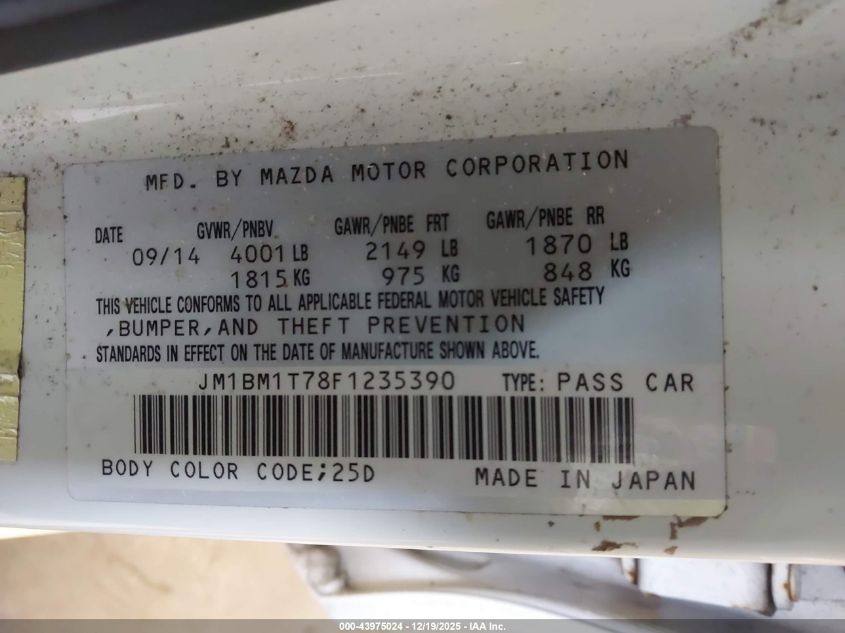 MFD. BY MAZDA MOTOR CORPORATION
DATE GVWR/PNBV GAWR/PNBE FRT GAWR/PNBE RR
09/14 4001 LB 2149 LB 1870 LB
1815 KG 975 KG 848 KG
THIS VEHICLE CONFORMS TO ALL APPLICABLE FEDERAL MOTOR VEHICLE SAFETY
,BUMPER,AND THEFT PREVENTION
STANDARDS IN EFFECT ON THE DATE OF MANUFACTURE SHOWN ABOVE.
JM1BM1T78F1235390 TYPE: PASS CAR
BODY COLOR CODE;25D MADE IN JAPAN
000-43975024 - 12/19/2025 - IAA Inc.